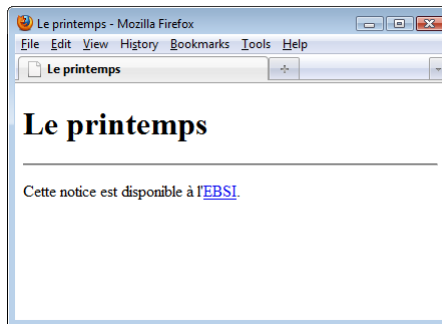 Le printemps - Mozilla Firefox
File Edit View History Bookmarks Tools Help
Le printemps
Le printemps
Cette notice est disponible à l'EBSI.